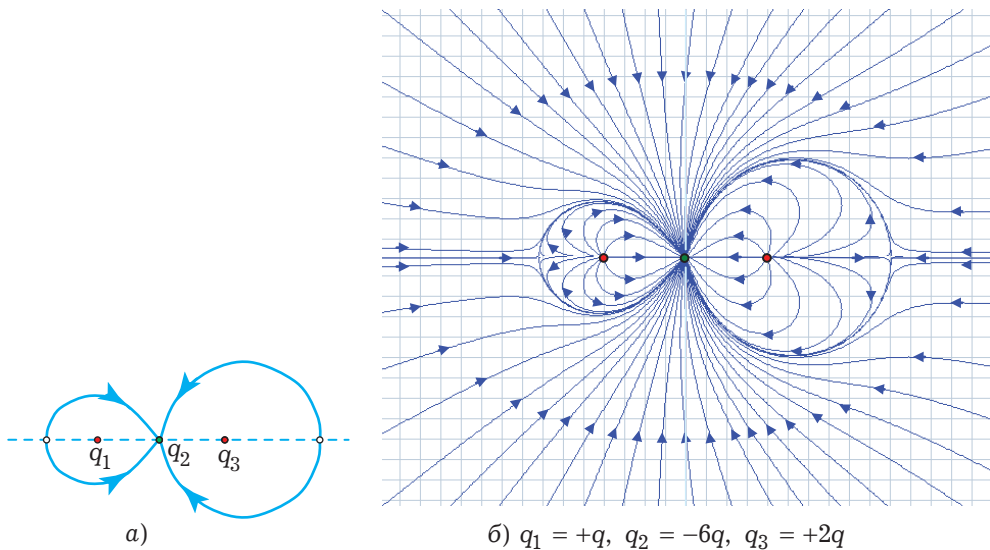 q₁
q₂
q₃
а)
б) q₁ = +q, q₂ = −6q, q₃ = +2q